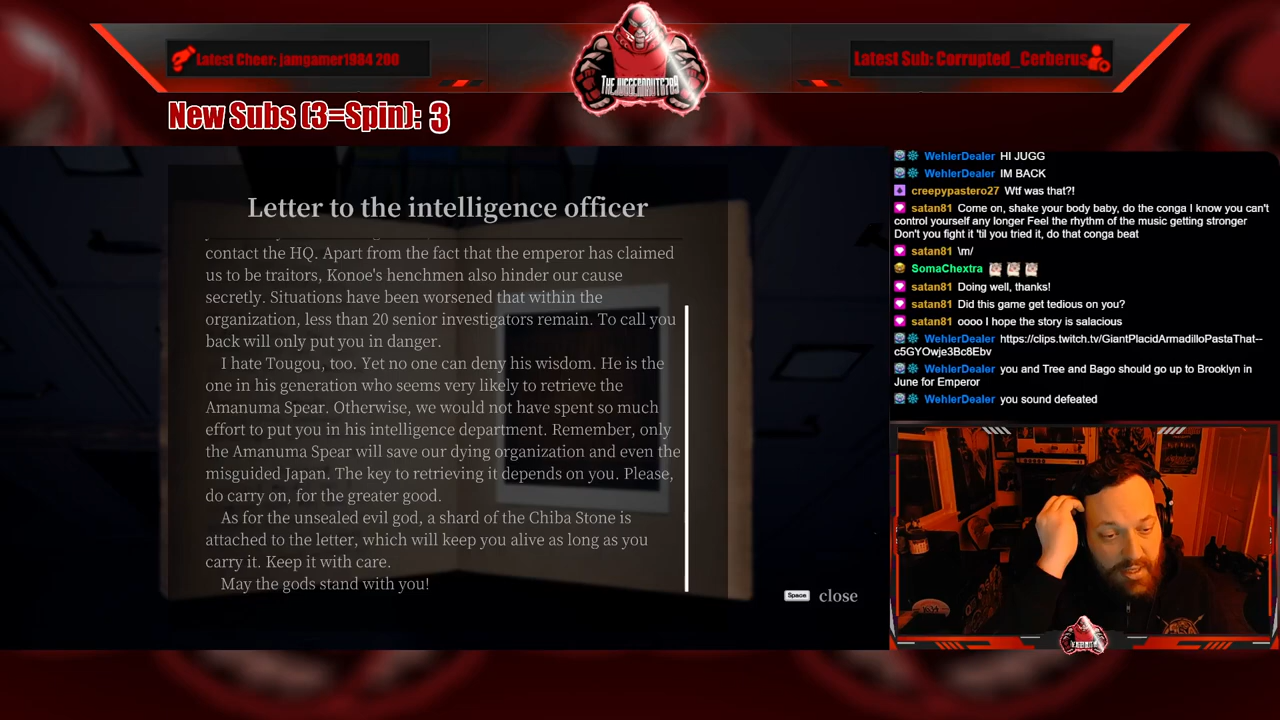 Latest Cheer: jamgamer1984 200
THEJUGGERNAUT6789
Latest Sub: Corrupted_Cerberus
New Subs (3=Spin): 3
Letter to the intelligence officer
contact the HQ. Apart from the fact that the emperor has claimed
us to be traitors, Konoe's henchmen also hinder our cause
secretly. Situations have been worsened that within the
organization, less than 20 senior investigators remain. To call you
back will only put you in danger.
I hate Tougou, too. Yet no one can deny his wisdom. He is the
one in his generation who seems very likely to retrieve the
Amanuma Spear. Otherwise, we would not have spent so much
effort to put you in his intelligence department. Remember, only
the Amanuma Spear will save our dying organization and even the
misguided Japan. The key to retrieving it depends on you. Please,
do carry on, for the greater good.
As for the unsealed evil god, a shard of the Chiba Stone is
attached to the letter, which will keep you alive as long as you
carry it. Keep it with care.
May the gods stand with you!
Space close
WehlerDealer HI JUGG
WehlerDealer IM BACK
creepypastero27 Wtf was that?!
satan81 Come on, shake your body baby, do the conga I know you can't
control yourself any longer Feel the rhythm of the music getting stronger
Don't you fight it 'til you tried it, do that conga beat
satan81 \m/
SomaChextra
satan81 Doing well, thanks!
satan81 Did this game get tedious on you?
satan81 oooo I hope the story is salacious
WehlerDealer https://clips.twitch.tv/GiantPlacidArmadilloPastaThat--
c5GYOwje3Bc8Ebv
WehlerDealer you and Tree and Bago should go up to Brooklyn in
June for Emperor
WehlerDealer you sound defeated